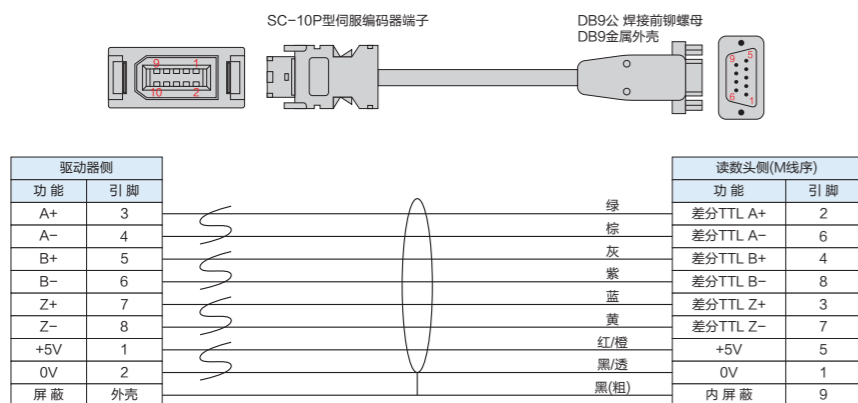 SC-10P型伺服编码器端子
DB9公 焊接前铆螺母
DB9金属外壳
9 1
10 2
9 5
6 1
驱动器侧
读数头侧(M线序)
功 能 引 脚
功 能 引 脚
A+ 3 绿 差分TTL A+ 2
A- 4 棕 差分TTL A- 6
B+ 5 灰 差分TTL B+ 4
B- 6 紫 差分TTL B- 8
Z+ 7 蓝 差分TTL Z+ 3
Z- 8 黄 差分TTL Z- 7
+5V 1 红/橙 +5V 5
0V 2 黑/透 0V 1
屏 蔽 外壳 黑(粗) 内 屏 蔽 9